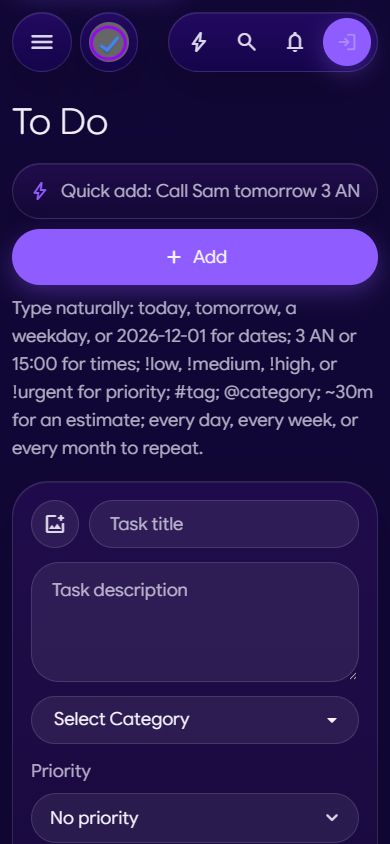 To Do
Quick add: Call Sam tomorrow 3 AN
+ Add
Type naturally: today, tomorrow, a
weekday, or 2026-12-01 for dates; 3 AN or
15:00 for times; !low, !medium, !high, or
!urgent for priority; #tag; @category; ~30m
for an estimate; every day, every week, or
every month to repeat.
Task title
Task description
Select Category
Priority
No priority